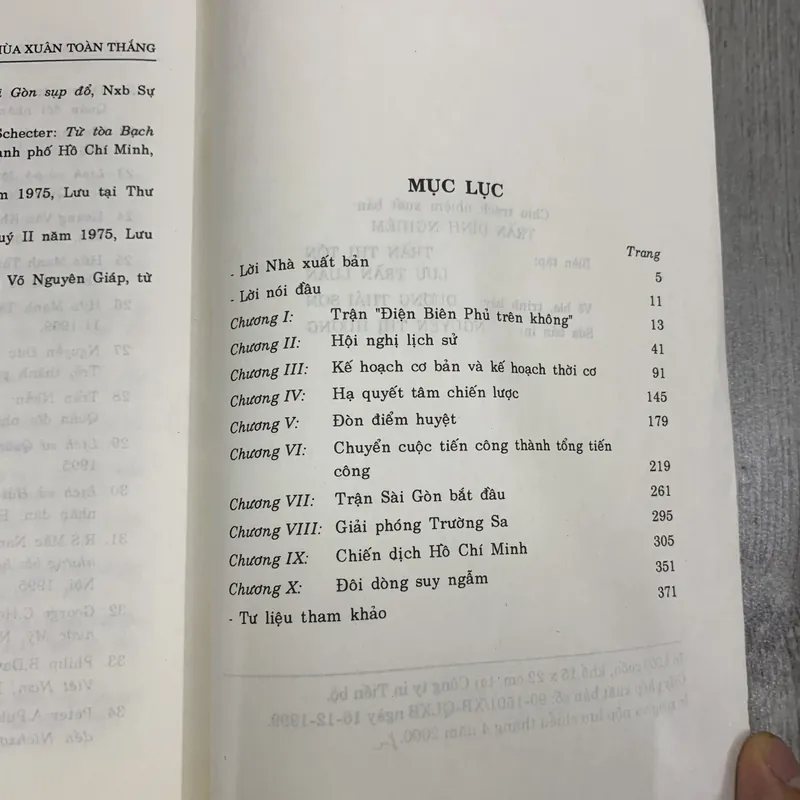 MÙA XUÂN TOÀN THẮNG
Gòn sụp đổ, Nxb Sự
Schecter: Từ tòa Bạch
phố Hồ Chí Minh,
1975, Lưu tại Thư
II năm 1975, Lưu
Võ Nguyên Giáp, từ
MỤC LỤC
Trang
- Lời Nhà xuất bản 5
- Lời nói đầu 11
Chương I: Trận "Điện Biên Phủ trên không" 13
Chương II: Hội nghị lịch sử 41
Chương III: Kế hoạch cơ bản và kế hoạch thời cơ 91
Chương IV: Hạ quyết tâm chiến lược 145
Chương V: Đòn điểm huyệt 179
Chương VI: Chuyển cuộc tiến công thành tổng tiến
công 219
Chương VII: Trận Sài Gòn bắt đầu 261
Chương VIII: Giải phóng Trường Sa 295
Chương IX: Chiến dịch Hồ Chí Minh 305
Chương X: Đôi dòng suy ngẫm 351
- Tư liệu tham khảo 371